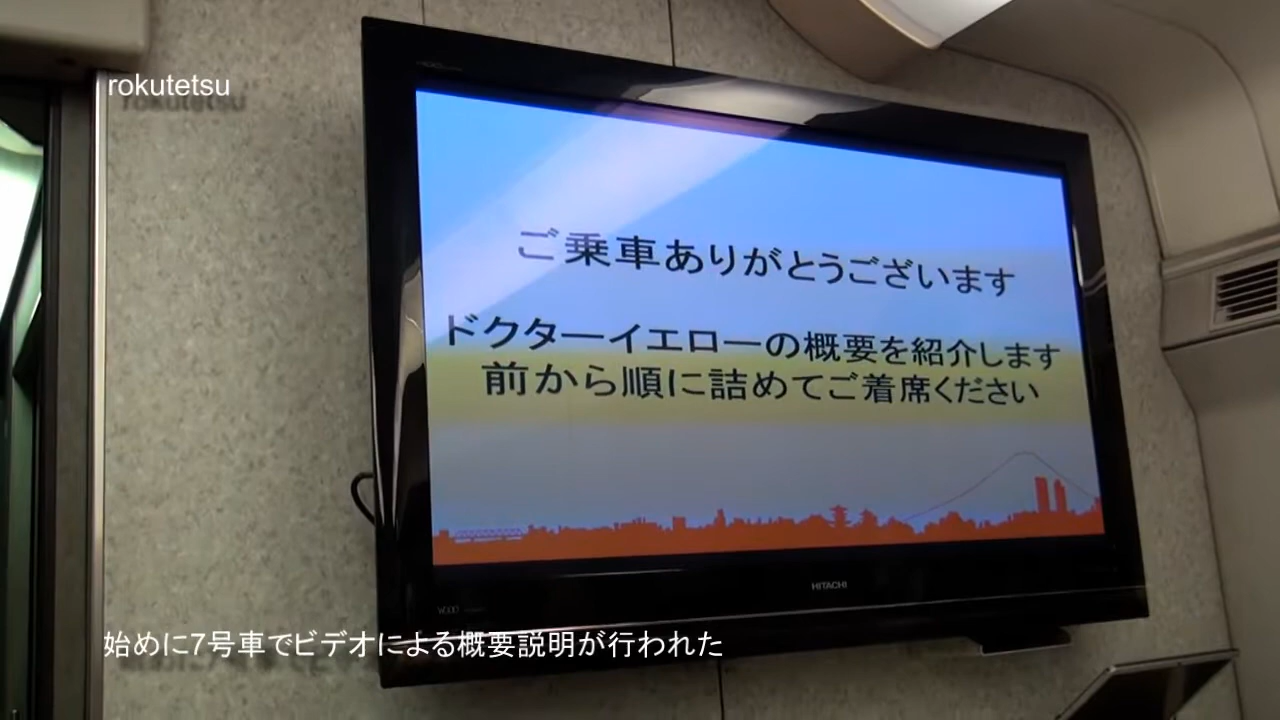 rokutetsu
ご乗車ありがとうございます
ドクターイエローの概要を紹介します
前から順に詰めてご着席ください
HITACHI
WOOO
始めに7号車でビデオによる概要説明が行われた